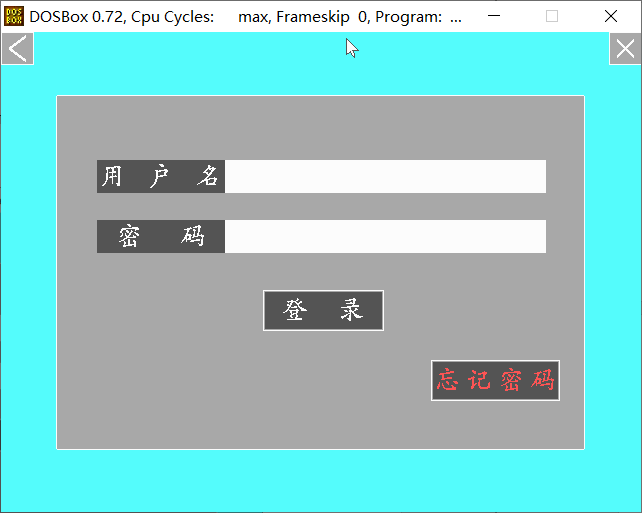 DOSBox 0.72, Cpu Cycles: max, Frameskip 0, Program: ...
用户名
密码
登录
忘记密码